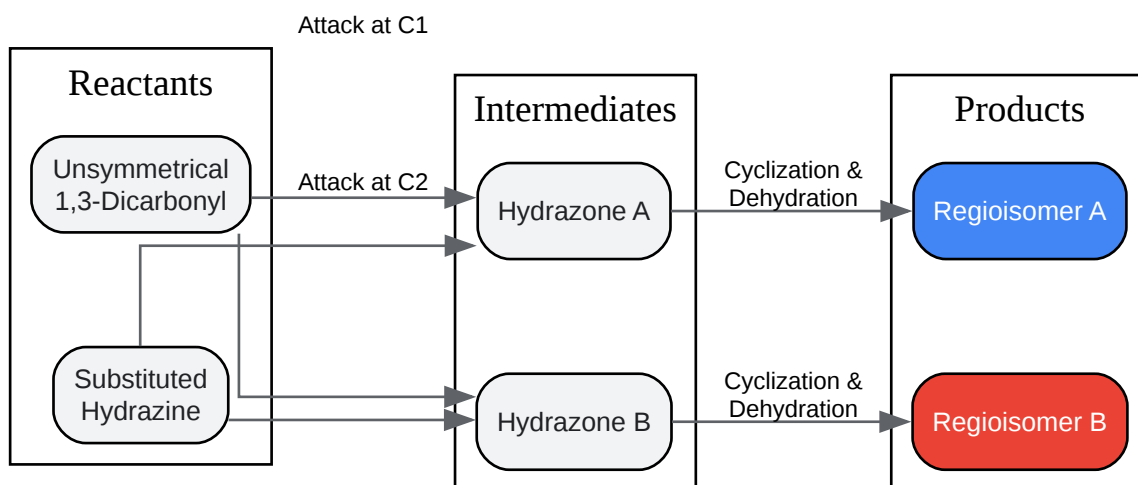 Attack at C1
Reactants
Unsymmetrical
1,3-Dicarbonyl
Attack at C2
Substituted
Hydrazine
Intermediates
Hydrazone A
Hydrazone B
Cyclization &
Dehydration
Cyclization &
Dehydration
Products
Regioisomer A
Regioisomer B